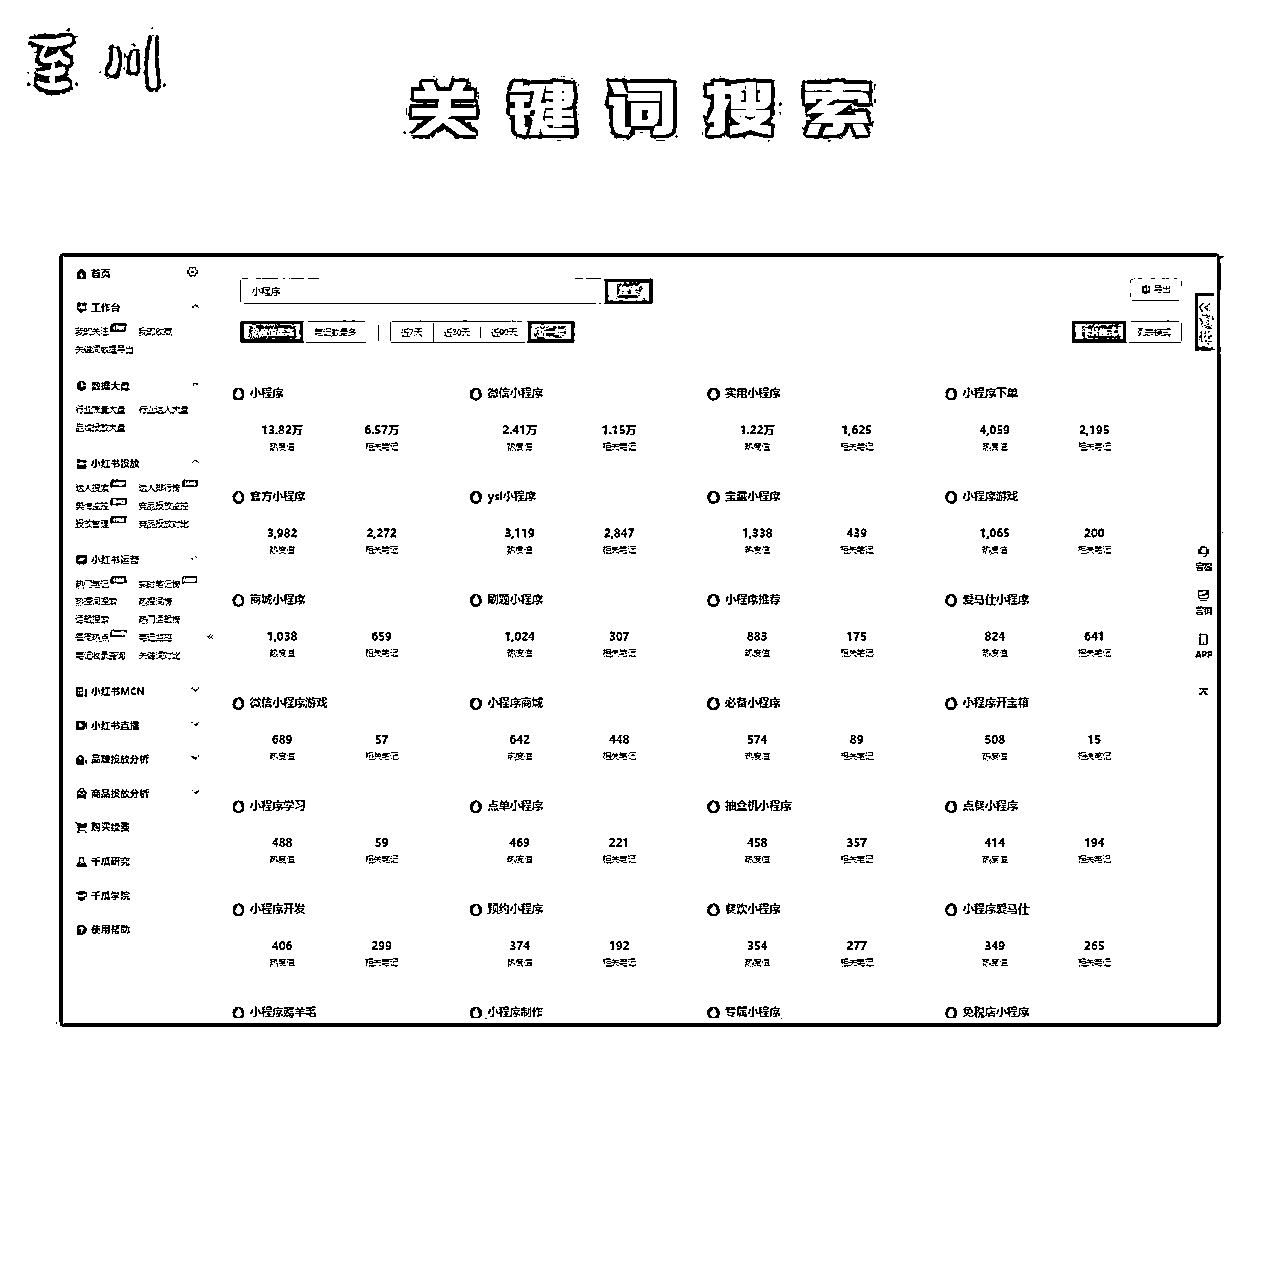 至川
关键词搜索
首页
工作台
我的关注 我的收藏
关键词数据导出
数据大盘
行业流量大盘 行业达人大盘
品牌投放大盘
小红书投放
达人搜索 达人排行榜
舆情监控 竞品投放监控
投放管理 竞品投放对比
小红书运营
热门笔记 实时笔记榜
热搜词搜索 热搜词榜
话题搜索 热门话题榜
笔记监控
笔记收录查询 关键词对比
小红书MCN
小红书直播
品牌投放分析
商品投放分析
购买续费
千瓜研究
千瓜学院
使用帮助
小程序
导出
笔记数最多 近7天 近30天 近90天 列表模式
小程序 微信小程序 实用小程序 小程序下单
13.82万 6.57万 2.41万 1.15万 1.22万 1,625 4,059 2,195
热度值 相关笔记 热度值 相关笔记 热度值 相关笔记 热度值 相关笔记
官方小程序 ysl小程序 宝藏小程序 小程序游戏
3,982 2,272 3,119 2,847 1,338 439 1,065 200
热度值 相关笔记 热度值 相关笔记 热度值 相关笔记 热度值 相关笔记
商城小程序 刷题小程序 小程序推荐 爱马仕小程序
1,038 659 1,024 307 883 175 824 641
热度值 相关笔记 热度值 相关笔记 热度值 相关笔记 热度值 相关笔记
微信小程序游戏 小程序商城 必备小程序 小程序开宝箱
689 57 642 448 574 89 508 15
热度值 相关笔记 热度值 相关笔记 热度值 相关笔记 热度值 相关笔记
小程序学习 点单小程序 抽盒机小程序 点餐小程序
488 59 469 221 458 357 414 194
热度值 相关笔记 热度值 相关笔记 热度值 相关笔记 热度值 相关笔记
小程序开发 预约小程序 餐饮小程序 小程序爱马仕
406 299 374 192 354 277 349 265
热度值 相关笔记 热度值 相关笔记 热度值 相关笔记 热度值 相关笔记
小程序薅羊毛 小程序制作 专属小程序 免税店小程序
客服
APP